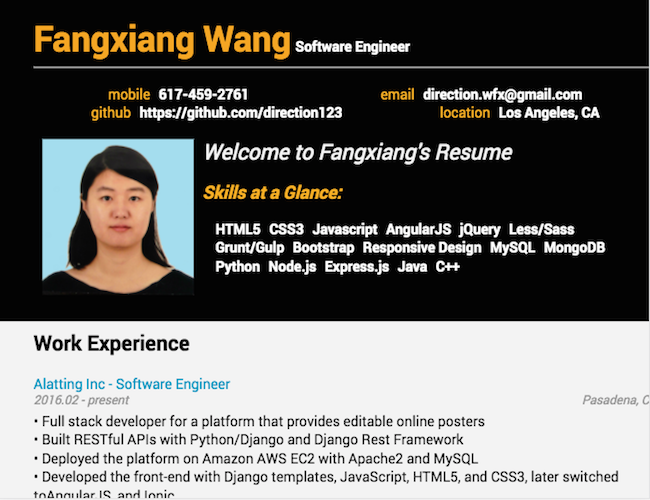 Fangxiang Wang Software Engineer
mobile 617-459-2761 email direction.wfx@gmail.com
github https://github.com/direction123 location Los Angeles, CA
Welcome to Fangxiang's Resume
Skills at a Glance:
HTML5 CSS3 Javascript AngularJS jQuery Less/Sass
Grunt/Gulp Bootstrap Responsive Design MySQL MongoDB
Python Node.js Express.js Java C++
Work Experience
Alatting Inc - Software Engineer
2016.02 - present Pasadena, C
• Full stack developer for a platform that provides editable online posters
• Built RESTful APIs with Python/Django and Django Rest Framework
• Deployed the platform on Amazon AWS EC2 with Apache2 and MySQL
• Developed the front-end with Django templates, JavaScript, HTML5, and CSS3, later switched
toAngularJS, and Ionic